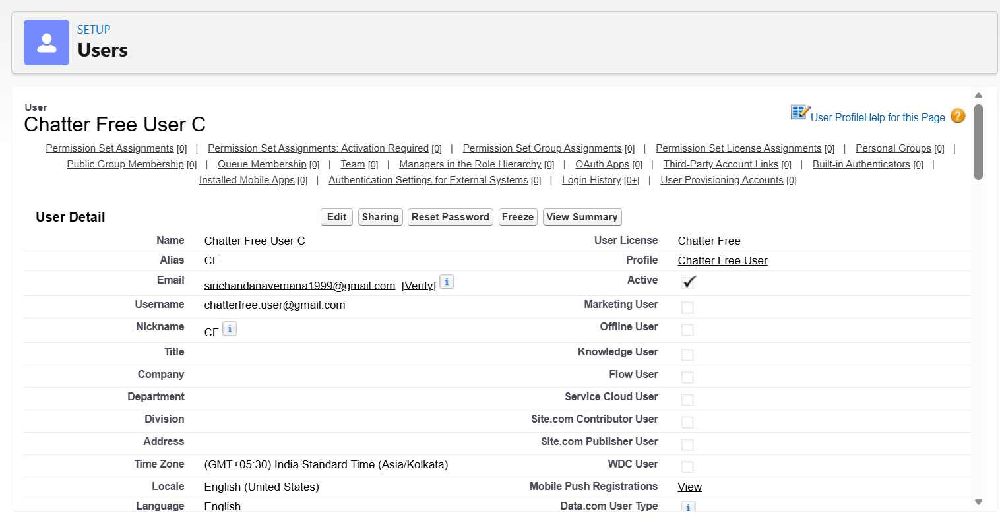 SETUP
Users
User
Chatter Free User C
User ProfileHelp for this Page ?
Permission Set Assignments [0] | Permission Set Assignments: Activation Required [0] | Permission Set Group Assignments [0] | Permission Set License Assignments [0] | Personal Groups [0] |
Public Group Membership [0] | Queue Membership [0] | Team [0] | Managers in the Role Hierarchy [0] | OAuth Apps [0] | Third-Party Account Links [0] | Built-in Authenticators [0] |
Installed Mobile Apps [0] | Authentication Settings for External Systems [0] | Login History [0+] | User Provisioning Accounts [0]
User Detail Edit Sharing Reset Password Freeze View Summary
Name Chatter Free User C User License Chatter Free
Alias CF Profile Chatter Free User
Email sirichandanavemana1999@gmail.com [Verify] i Active
Username chatterfree.user@gmail.com Marketing User
Nickname CF i Offline User
Title Knowledge User
Company Flow User
Department Service Cloud User
Division Site.com Contributor User
Address Site.com Publisher User
Time Zone (GMT+05:30) India Standard Time (Asia/Kolkata) WDC User
Locale English (United States) Mobile Push Registrations View
Language English Data.com User Type i